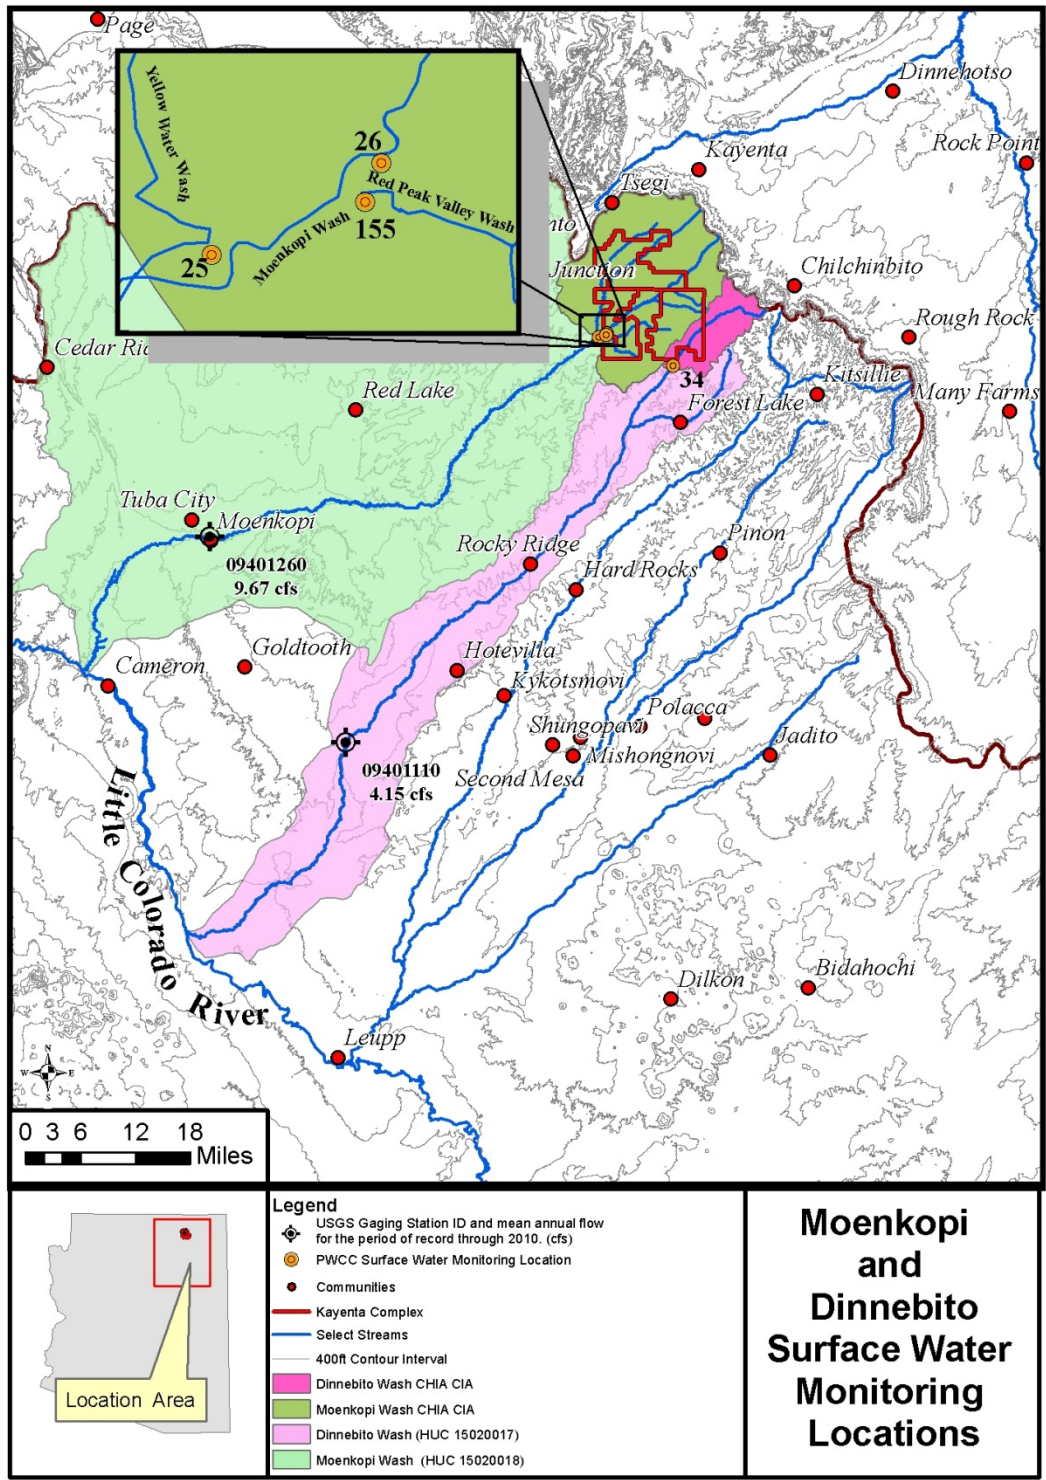 Page
Dinnehotso
Rock Point
Kayenta
Tsegi
Yellow Water Wash
26
Red Peak Valley Wash
155
Moenkopi Wash
25
Junction
Chilchinbito
Rough Rock
Kitsillie
Many Farms
34
Forest Lake
Red Lake
Tuba City
Moenkopi
09401260
9.67 cfs
Rocky Ridge
Hard Rocks
Pinon
Goldtooth
Cameron
Hotevilla
Kykotsmovi
Polacca
Shungopavi
Mishongnovi
Second Mesa
Jadito
09401110
4.15 cfs
Little Colorado River
Dilkon
Bidahochi
Leupp
N
W E
S
0 3 6 12 18
Miles
Location Area
Legend
USGS Gaging Station ID and mean annual flow
for the period of record through 2010. (cfs)
PWCC Surface Water Monitoring Location
Communities
Kayenta Complex
Select Streams
400ft Contour Interval
Dinnebito Wash CHIA CIA
Moenkopi Wash CHIA CIA
Dinnebito Wash (HUC 15020017)
Moenkopi Wash (HUC 15020018)
Moenkopi
and
Dinnebito
Surface Water
Monitoring
Locations